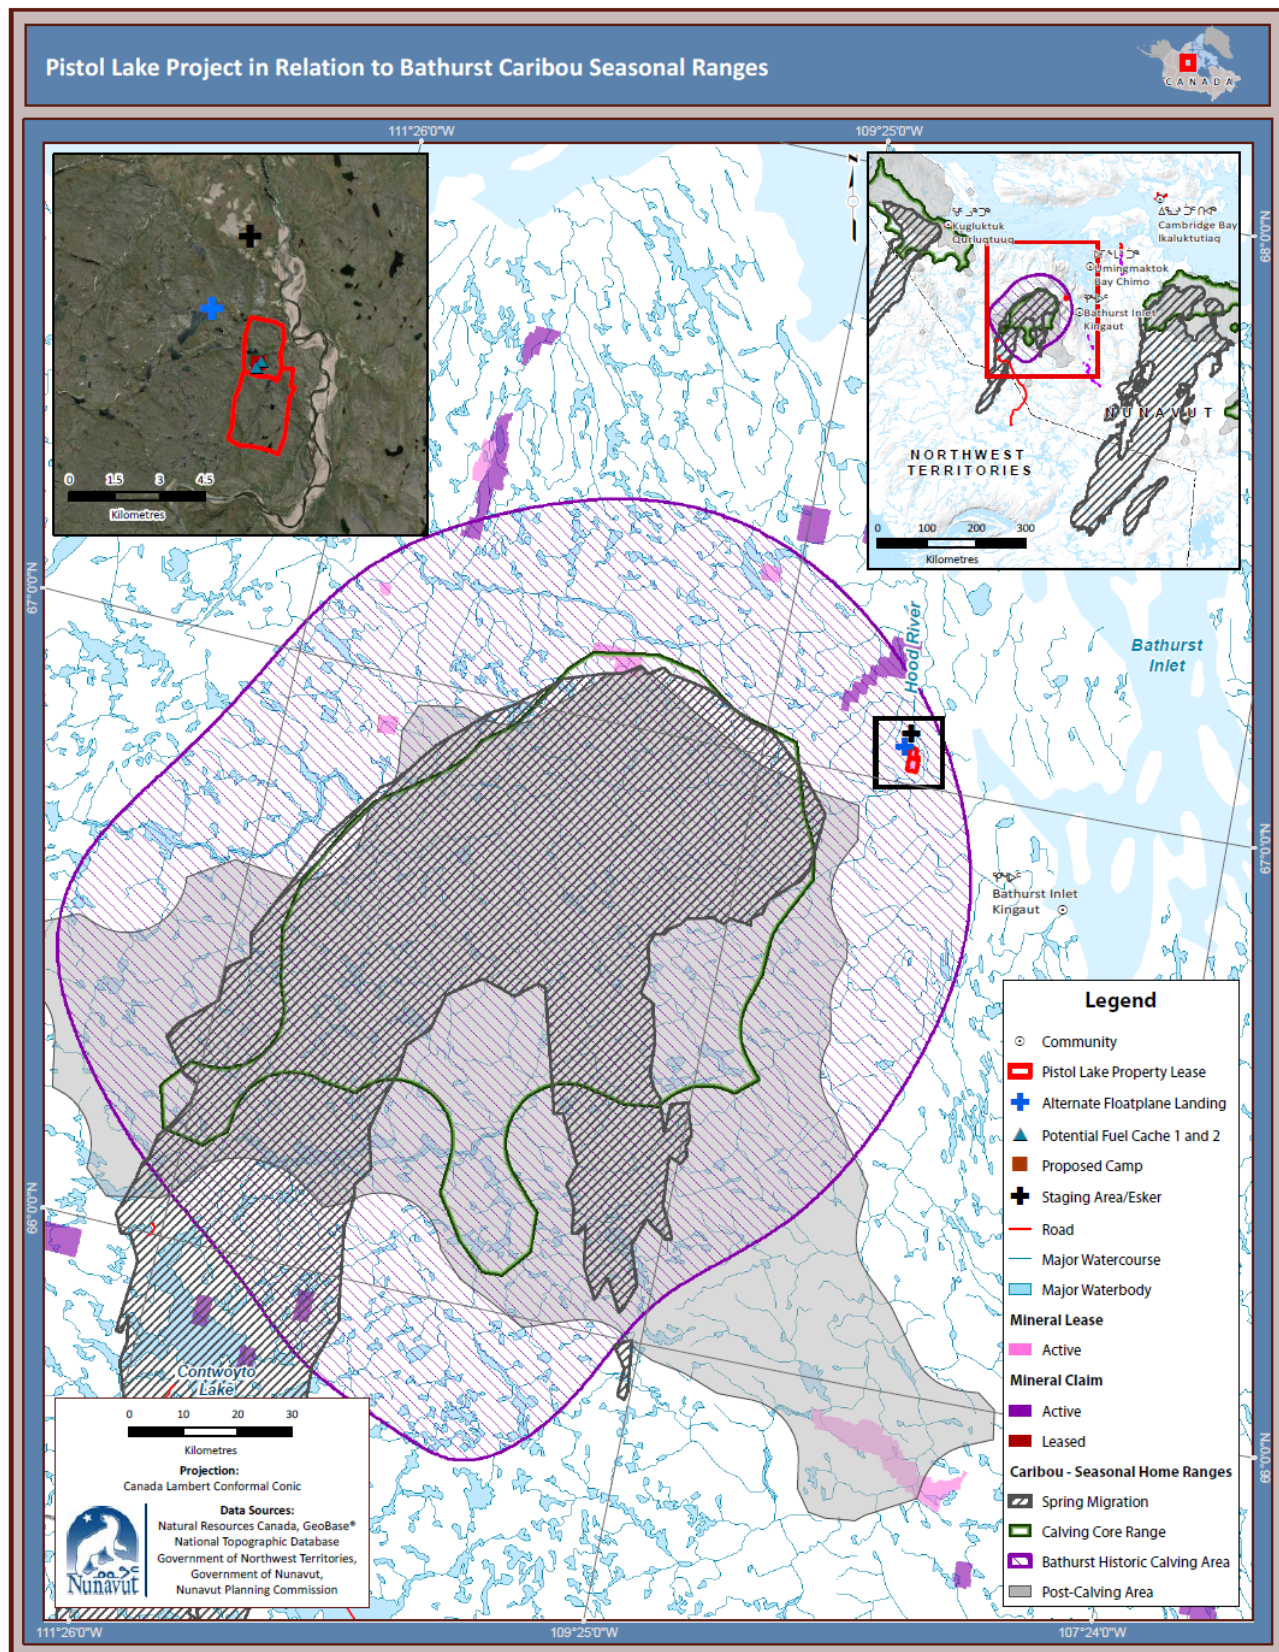 Pistol Lake Project in Relation to Bathurst Caribou Seasonal Ranges
CANADA
111°26'0"W
109°25'0"W
68°0'0"N
67°0'0"N
66°0'0"N
67°0'0"N
66°0'0"N
111°26'0"W
109°25'0"W
107°24'0"W
0 1.5 3 4.5
Kilometres
N
Kugluktuk
Qurluqtuuq
Cambridge Bay
Ikaluktutiaq
Umingmaktok
Bay Chimo
Bathurst Inlet
Kingaut
NUNAVUT
NORTHWEST
TERRITORIES
0 100 200 300
Kilometres
Hood River
Bathurst
Inlet
Bathurst Inlet
Kingaut
Contwoyto
Lake
0 10 20 30
Kilometres
Projection:
Canada Lambert Conformal Conic
Data Sources:
Natural Resources Canada, GeoBase®
National Topographic Database
Government of Northwest Territories,
Government of Nunavut,
Nunavut Planning Commission
Nunavut
Legend
Community
Pistol Lake Property Lease
Alternate Floatplane Landing
Potential Fuel Cache 1 and 2
Proposed Camp
Staging Area/Esker
Road
Major Watercourse
Major Waterbody
Mineral Lease
Active
Mineral Claim
Active
Leased
Caribou - Seasonal Home Ranges
Spring Migration
Calving Core Range
Bathurst Historic Calving Area
Post-Calving Area